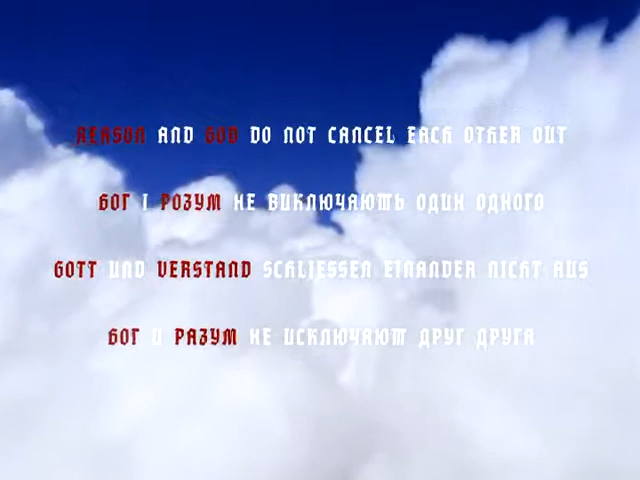 REASON AND GOD DO NOT CANCEL EACH OTHER OUT
БОГ І РОЗУМ НЕ ВИКЛЮЧАЮТЬ ОДИН ОДНОГО
GOTT UND VERSTAND SCHLIESSEN EINANDER NICHT AUS
БОГ И РАЗУМ НЕ ИСКЛЮЧАЮТ ДРУГ ДРУГА